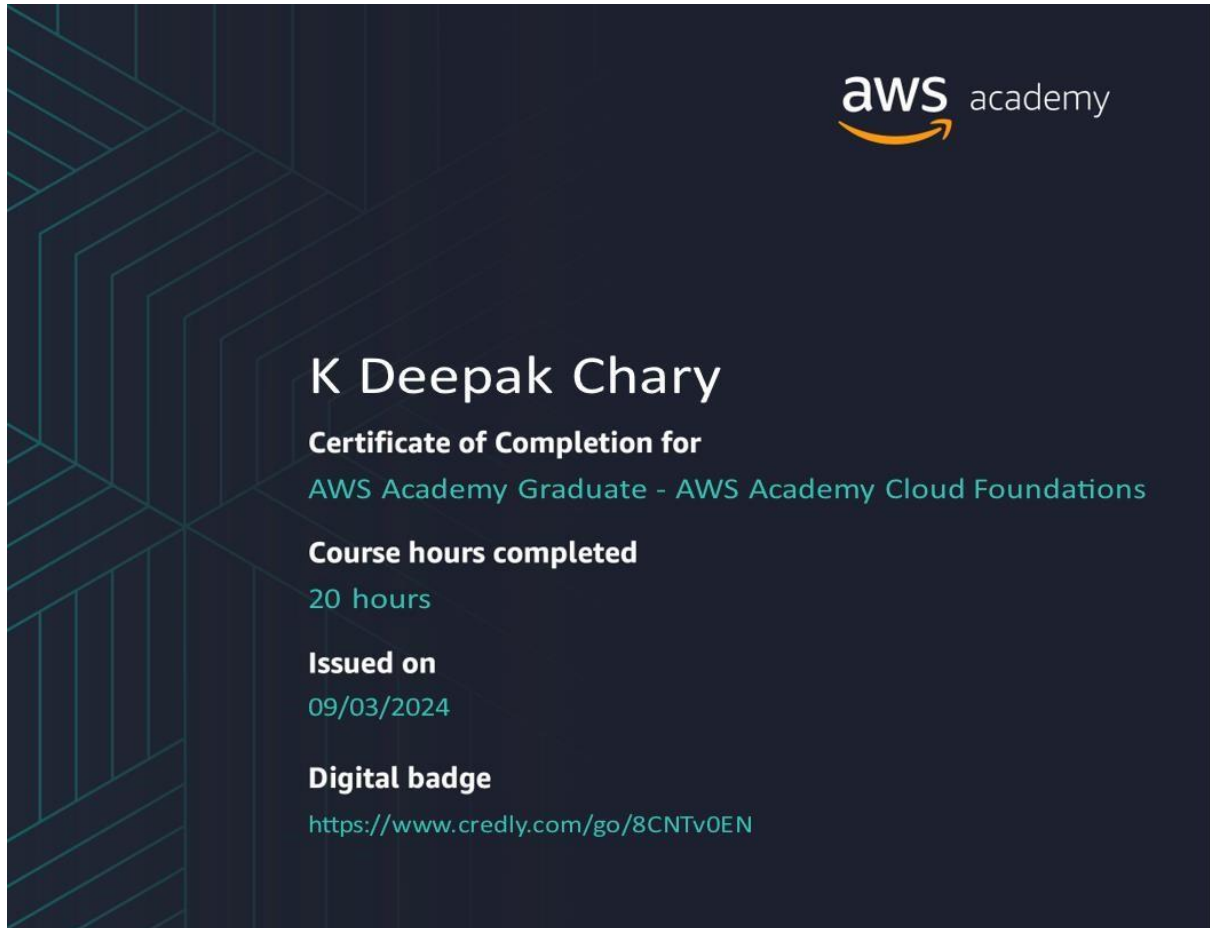 aws academy
K Deepak Chary
Certificate of Completion for
AWS Academy Graduate - AWS Academy Cloud Foundations
Course hours completed
20 hours
Issued on
09/03/2024
Digital badge
https://www.credly.com/go/8CNTv0EN